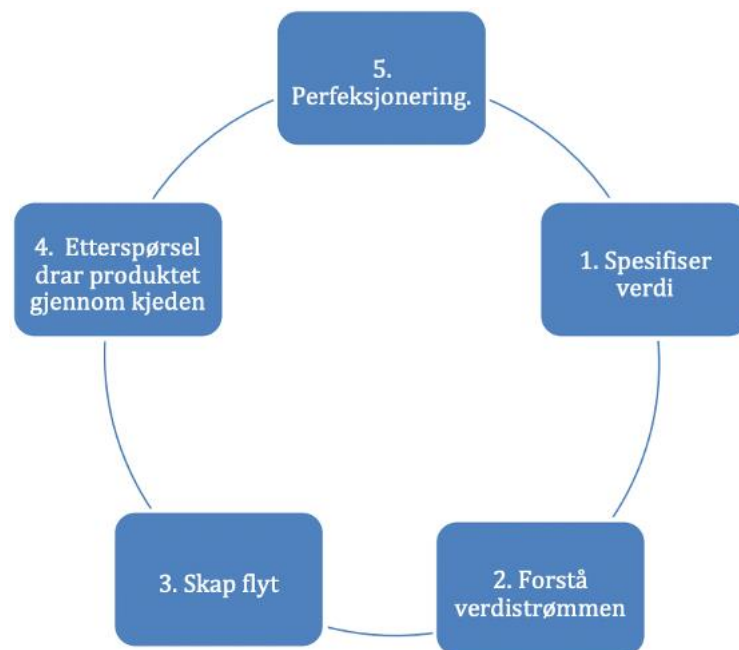 5.
Perfeksjonering.
1. Spesifiser
verdi
2. Forstå
verdistrømmen
3. Skap flyt
4. Etterspørsel
drar produktet
gjennom kjeden